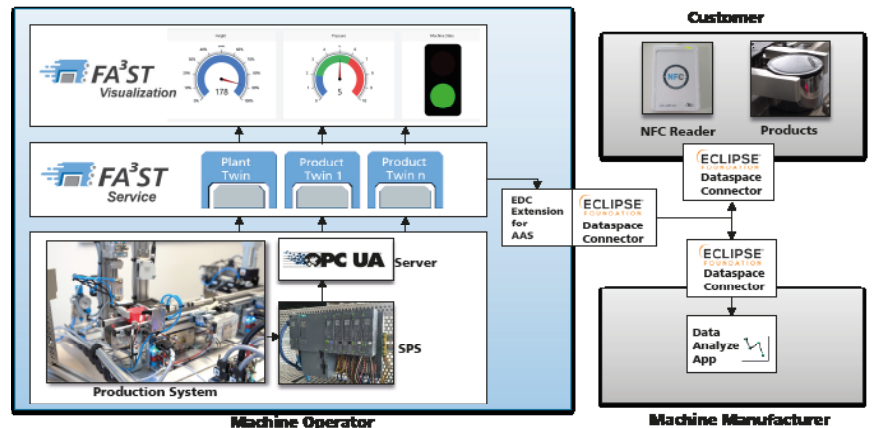 Customer
FA³ST
Visualization
178
5
NFC
NFC Reader
Products
FA³ST
Service
Plant
Twin
Product
Twin 1
Product
Twin n
EDC
Extension
for
AAS
ECLIPSE
FOUNDATION
Dataspace
Connector
ECLIPSE
FOUNDATION
Dataspace
Connector
ECLIPSE
FOUNDATION
Dataspace
Connector
OPC UA
Server
SPS
Production System
Data
Analyze
App
Machine Operator
Machine Manufacturer